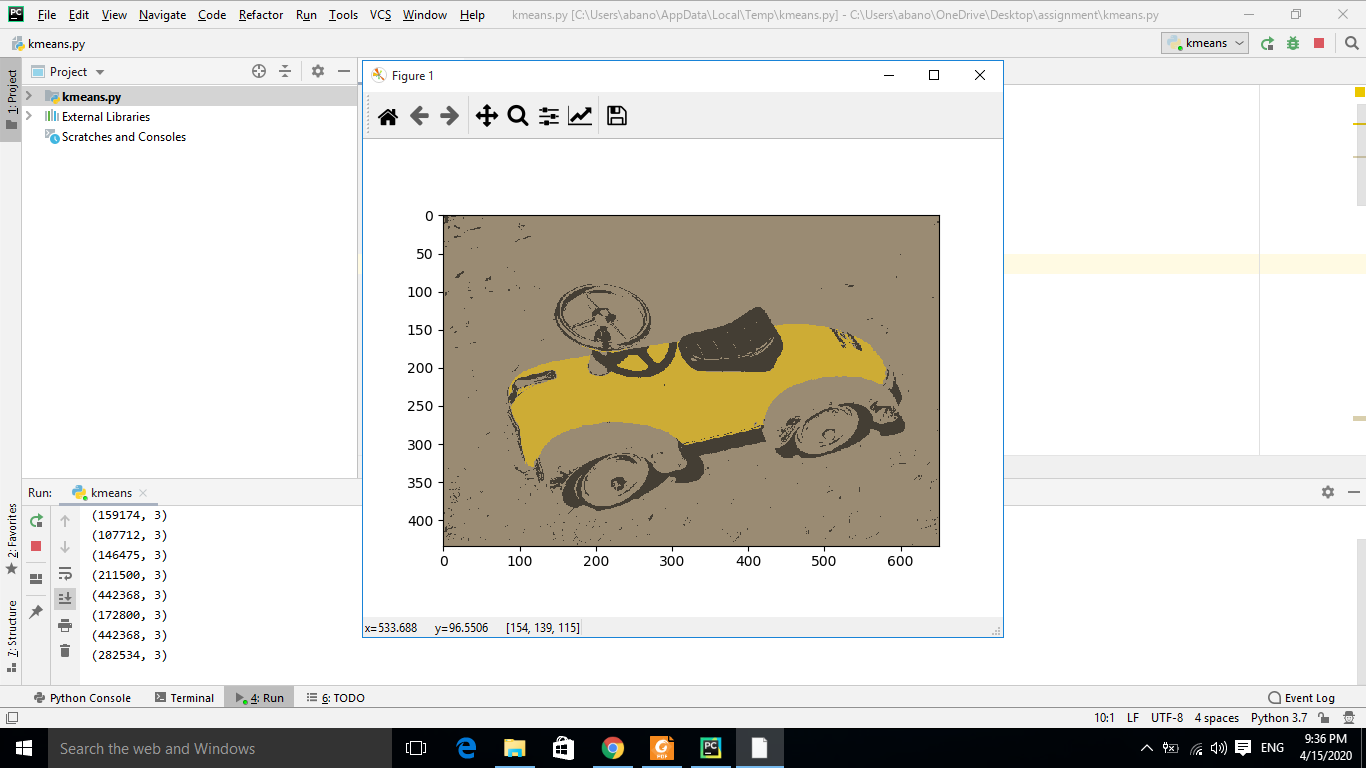 PC File Edit View Navigate Code Refactor Run Tools VCS Window Help kmeans.py [C:\Users\abano\AppData\Local\Temp\kmeans.py] - C:\Users\abano\OneDrive\Desktop\assignment\kmeans.py
kmeans.py kmeans
1: Project
Project
kmeans.py
External Libraries
Scratches and Consoles
Figure 1
0
50
100
150
200
250
300
350
400
0 100 200 300 400 500 600
x=533.688 y=96.5506 [154, 139, 115]
2: Favorites
7: Structure
Run: kmeans
(159174, 3)
(107712, 3)
(146475, 3)
(211500, 3)
(442368, 3)
(172800, 3)
(442368, 3)
(282534, 3)
Python Console Terminal 4: Run 6: TODO Event Log
10:1 LF UTF-8 4 spaces Python 3.7
Search the web and Windows PDF PC ENG 9:36 PM
4/15/2020